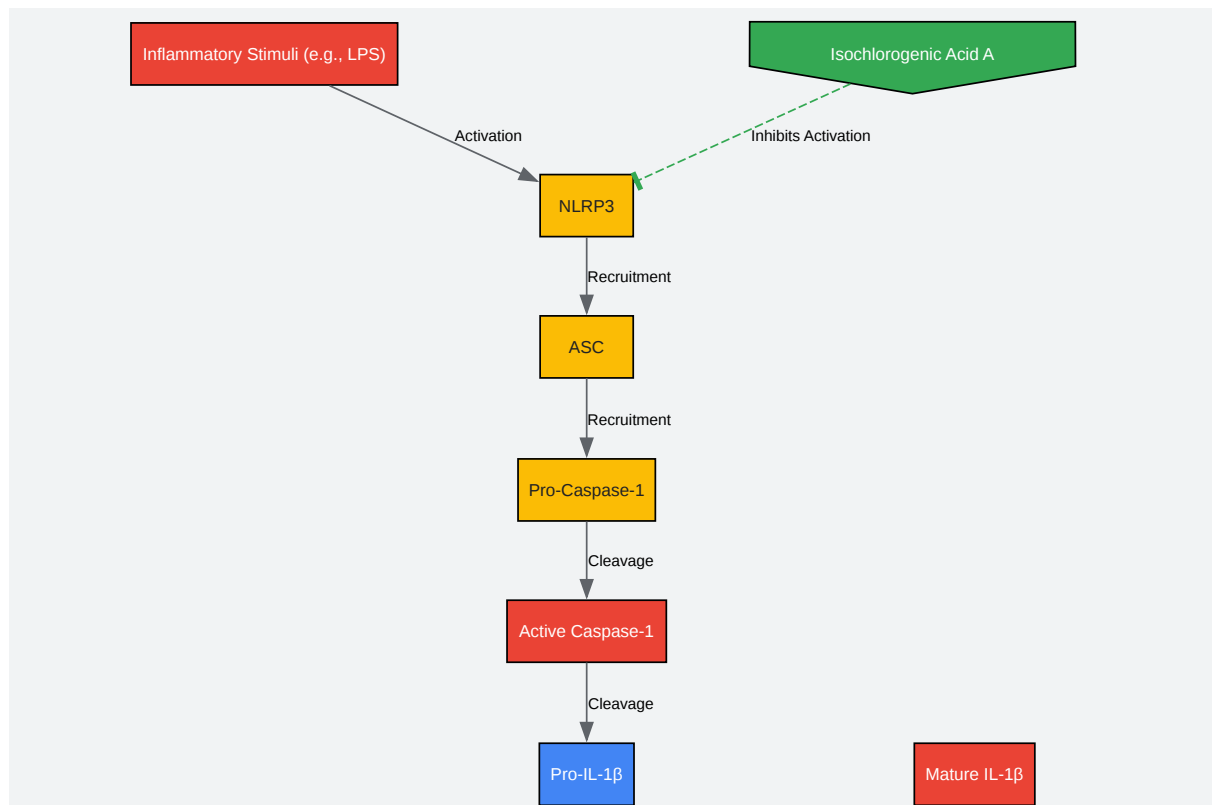 Inflammatory Stimuli (e.g., LPS)
Isochlorogenic Acid A
Activation
Inhibits Activation
NLRP3
Recruitment
ASC
Recruitment
Pro-Caspase-1
Cleavage
Active Caspase-1
Cleavage
Pro-IL-1β
Mature IL-1β